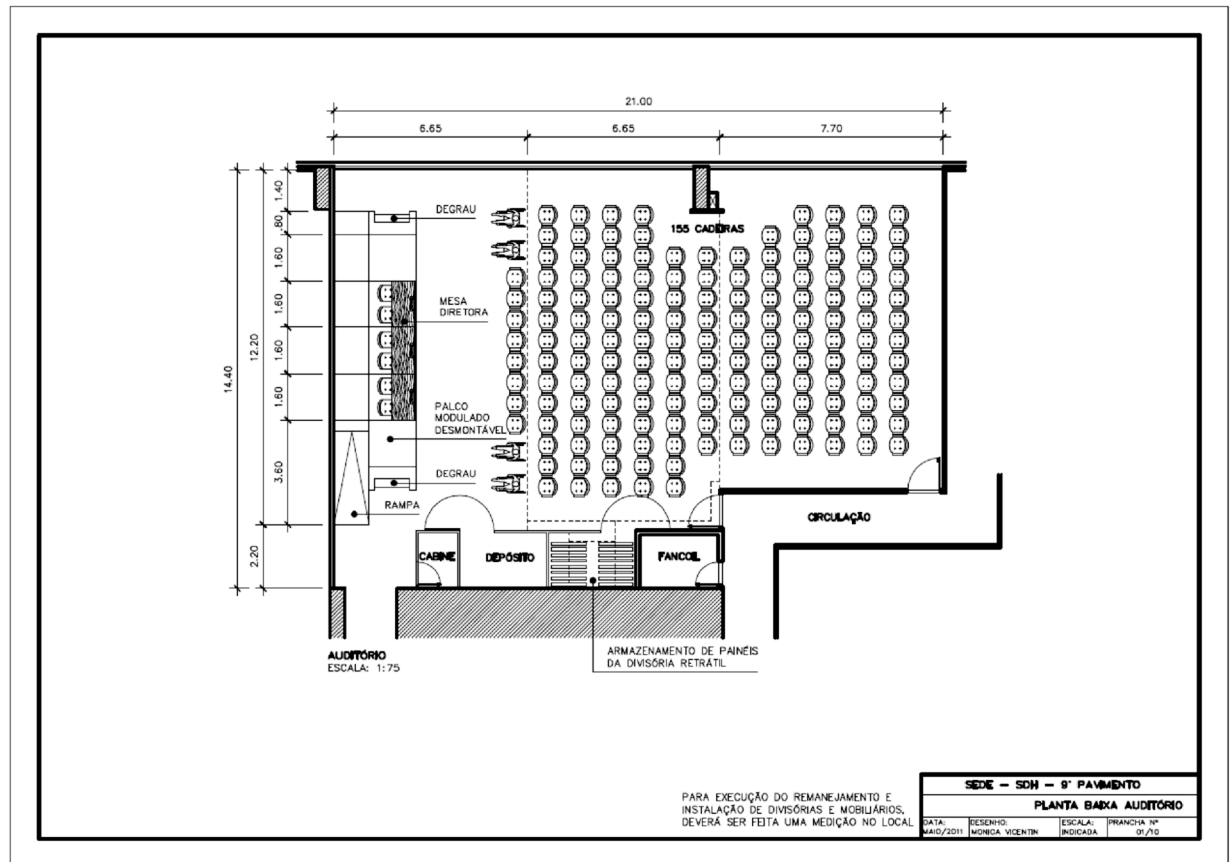 21.00
6.65
6.65
7.70
14.40
12.20
2.20
1.40
.80
1.60
1.60
1.60
1.60
3.60
DEGRAU
155 CADEIRAS
MESA
DIRETORA
PALCO
MODULADO
DESMONTÁVEL
DEGRAU
RAMPA
CIRCULAÇÃO
CABINE
DEPÓSITO
FANCOIL
AUDITÓRIO
ESCALA: 1:75
ARMAZENAMENTO DE PAINÉIS
DA DIVISÓRIA RETRÁTIL
PARA EXECUÇÃO DO REMANEJAMENTO E
INSTALAÇÃO DE DIVISÓRIAS E MOBILIÁRIOS,
DEVERÁ SER FEITA UMA MEDIÇÃO NO LOCAL
SEDE - SDH - 9° PAVIMENTO
PLANTA BAIXA AUDITÓRIO
DATA:
MAIO/2011
DESENHO:
MONICA VICENTIN
ESCALA:
INDICADA
PRANCHA Nº
01/10